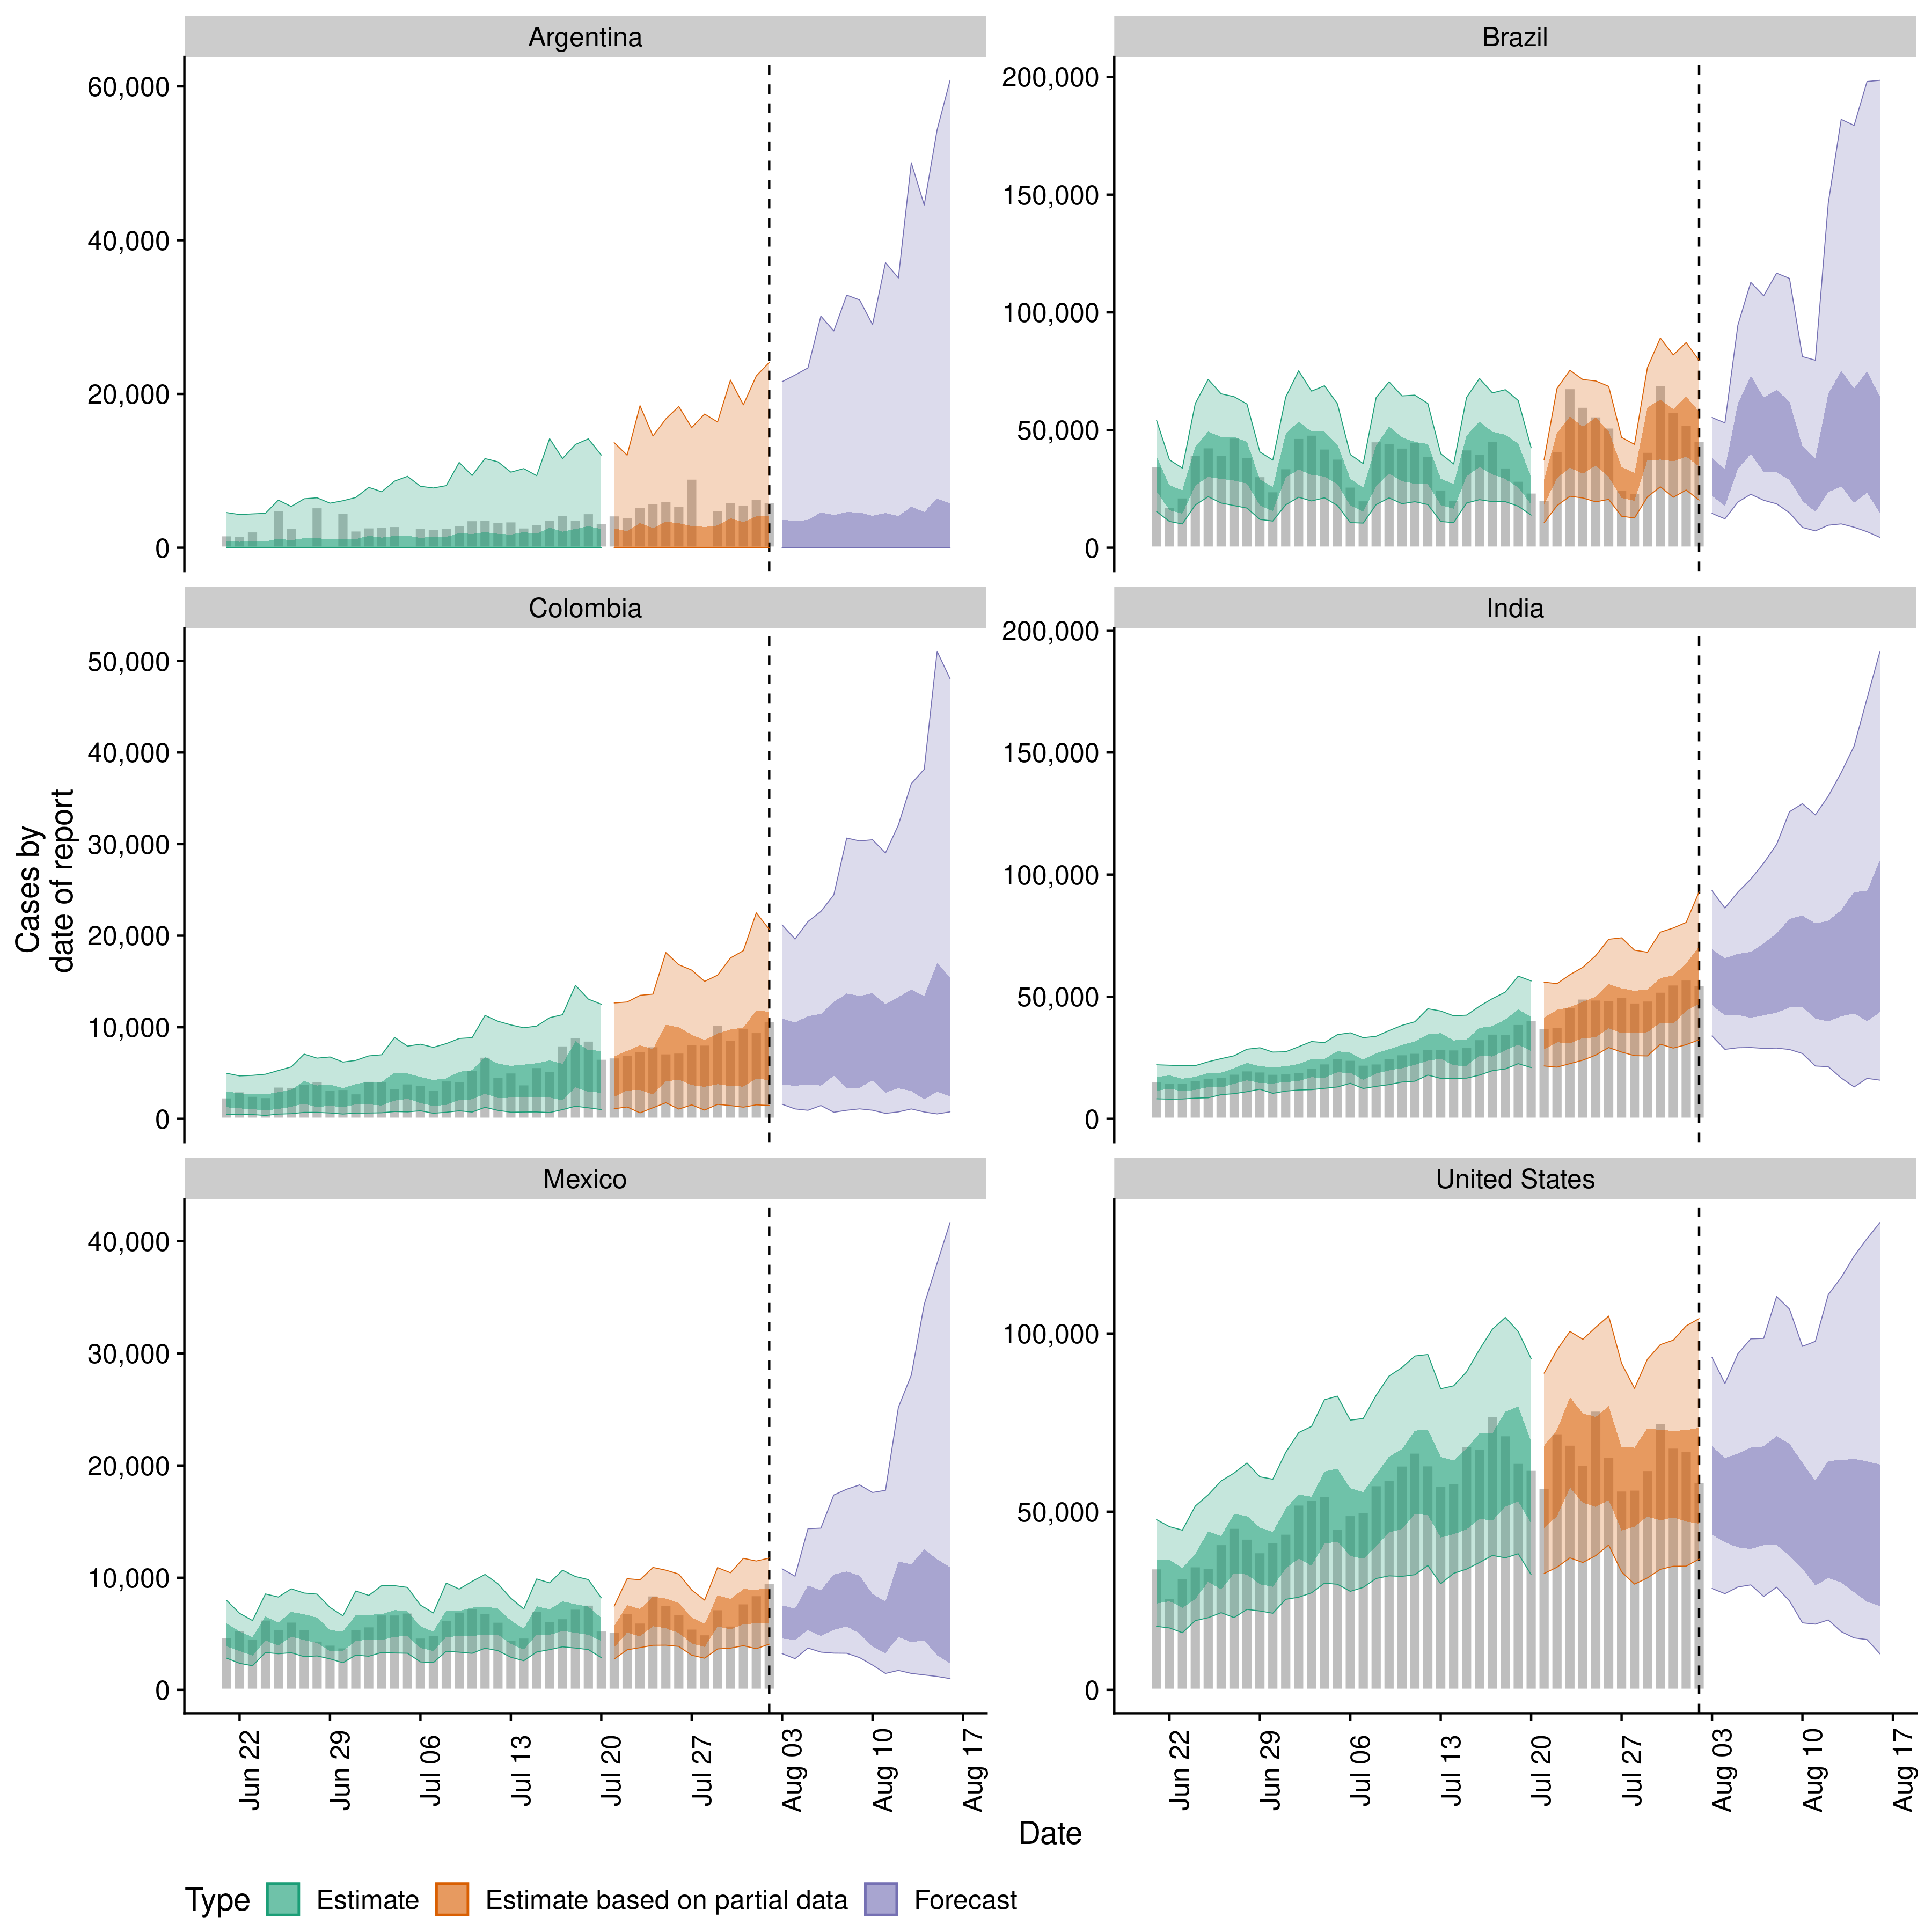 Argentina
Brazil
60,000
40,000
20,000
0
200,000
150,000
100,000
50,000
0
Colombia
India
50,000
40,000
30,000
20,000
10,000
0
200,000
150,000
100,000
50,000
0
Cases by
date of report
Mexico
United States
40,000
30,000
20,000
10,000
0
100,000
50,000
0
Jun 22
Jun 29
Jul 06
Jul 13
Jul 20
Jul 27
Aug 03
Aug 10
Aug 17
Jun 22
Jun 29
Jul 06
Jul 13
Jul 20
Jul 27
Aug 03
Aug 10
Aug 17
Date
Type Estimate Estimate based on partial data Forecast